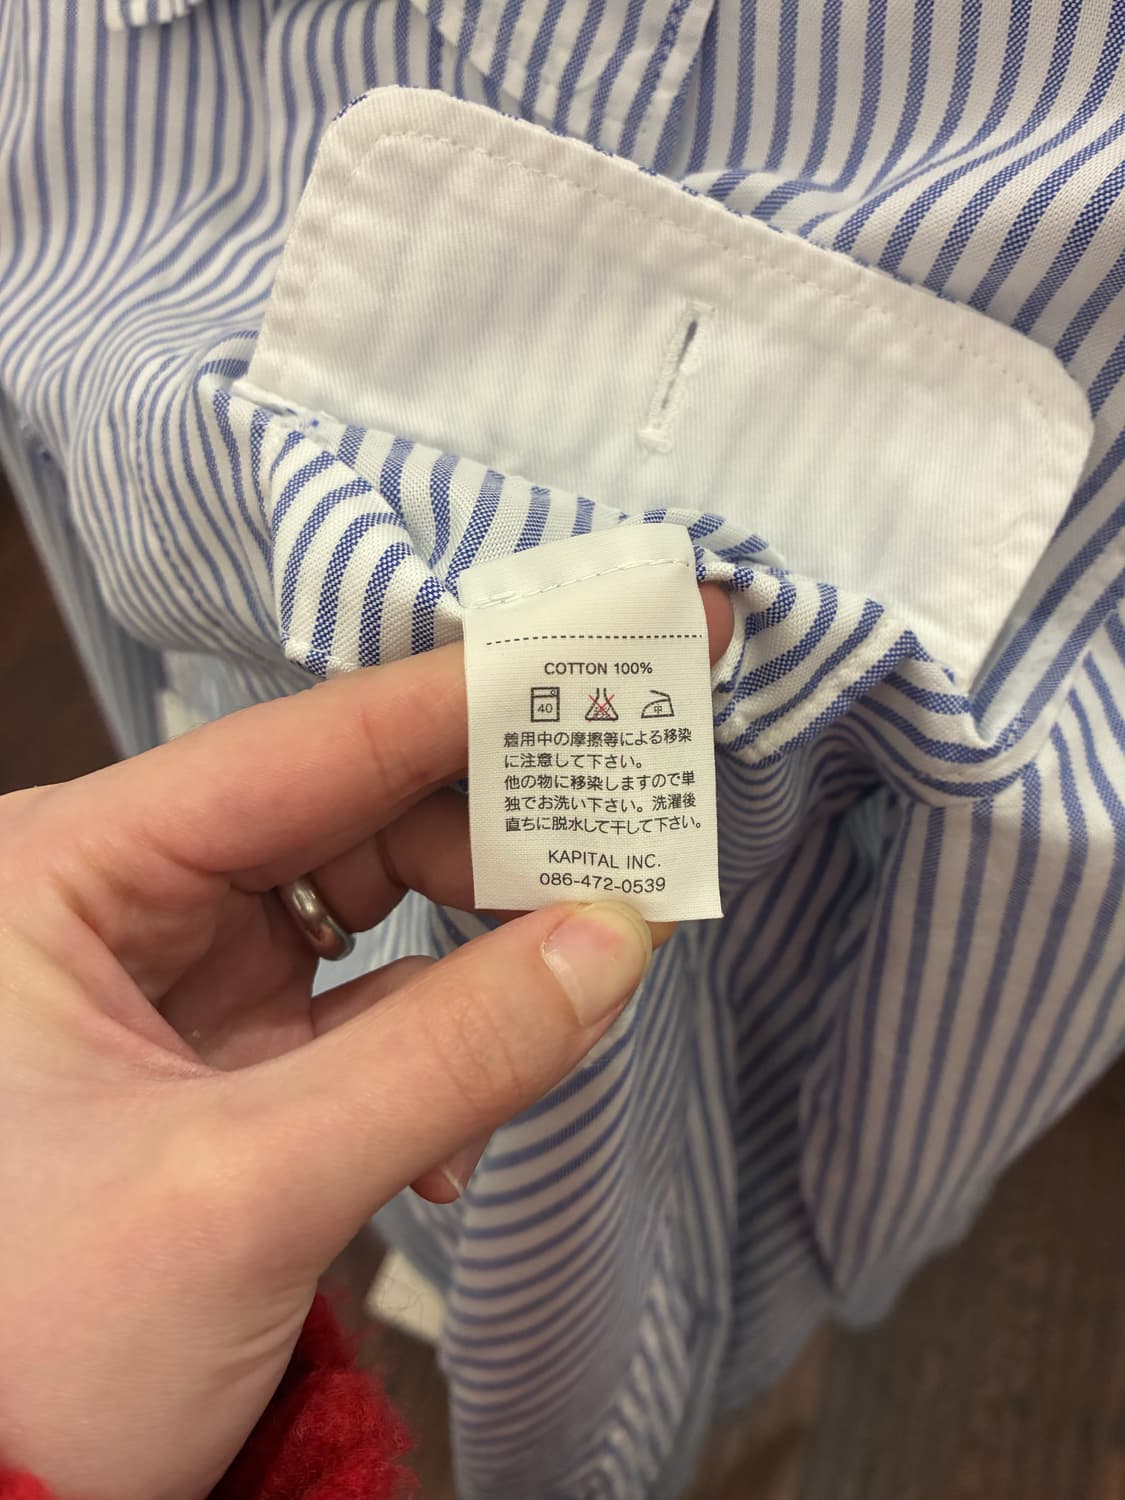 COTTON 100%
40 中
着用中の摩擦等による移染
に注意して下さい。
他の物に移染しますので単
独でお洗い下さい。洗濯後
直ちに脱水して干して下さい。
KAPITAL INC.
086-472-0539